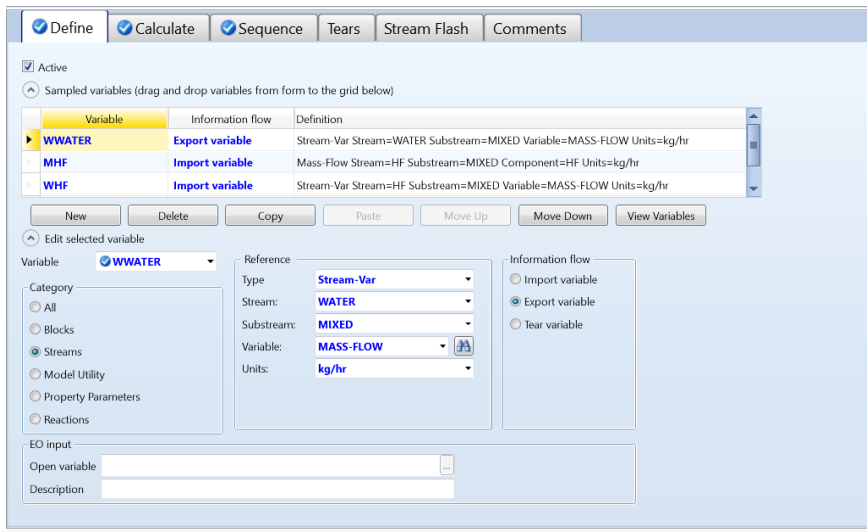 Define Calculate Sequence Tears Stream Flash Comments
Active
Sampled variables (drag and drop variables from form to the grid below)
Variable Information flow Definition
WWATER Export variable Stream-Var Stream=WATER Substream=MIXED Variable=MASS-FLOW Units=kg/hr
MHF Import variable Mass-Flow Stream=HF Substream=MIXED Component=HF Units=kg/hr
WHF Import variable Stream-Var Stream=HF Substream=MIXED Variable=MASS-FLOW Units=kg/hr
New Delete Copy Paste Move Up Move Down View Variables
Edit selected variable
Variable WWATER
Category
All
Blocks
Streams
Model Utility
Property Parameters
Reactions
Reference
Type Stream-Var
Stream: WATER
Substream: MIXED
Variable: MASS-FLOW
Units: kg/hr
Information flow
Import variable
Export variable
Tear variable
EO input
Open variable ...
Description